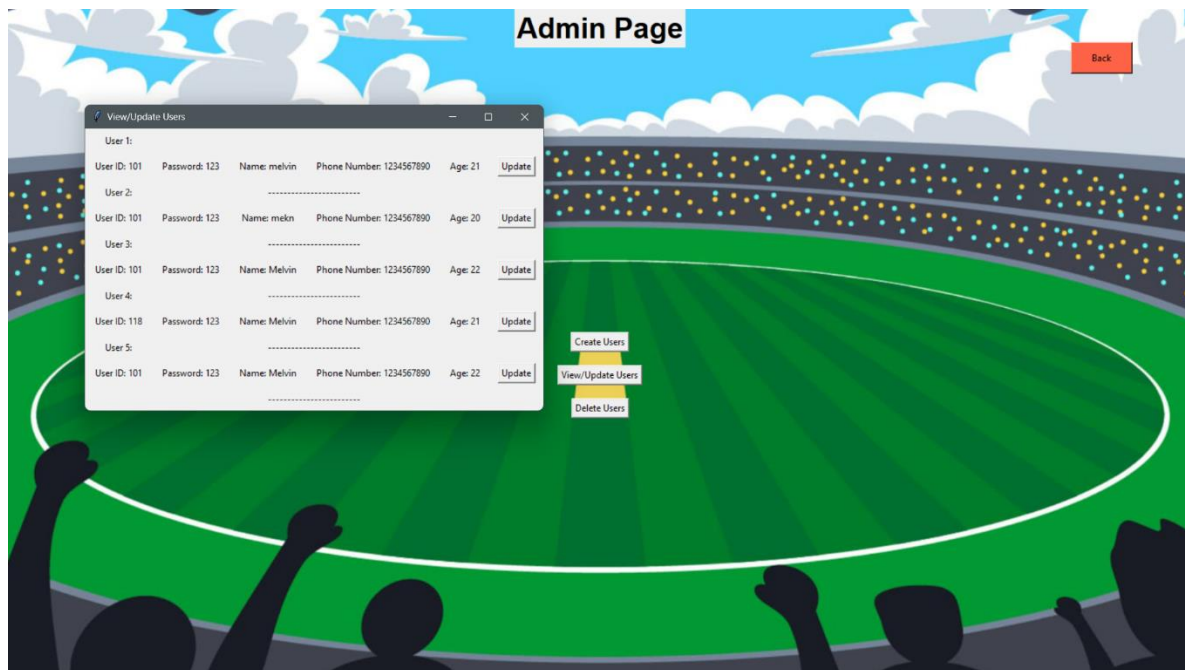 Admin Page
Back
View/Update Users
User 1:
User ID: 101 Password: 123 Name: melvin Phone Number: 1234567890 Age: 21 Update
User 2: ------------------------
User ID: 101 Password: 123 Name: mekn Phone Number: 1234567890 Age: 20 Update
User 3: ------------------------
User ID: 101 Password: 123 Name: Melvin Phone Number: 1234567890 Age: 22 Update
User 4: ------------------------
User ID: 118 Password: 123 Name: Melvin Phone Number: 1234567890 Age: 21 Update
User 5: ------------------------
User ID: 101 Password: 123 Name: Melvin Phone Number: 1234567890 Age: 22 Update
------------------------
Create Users
View/Update Users
Delete Users